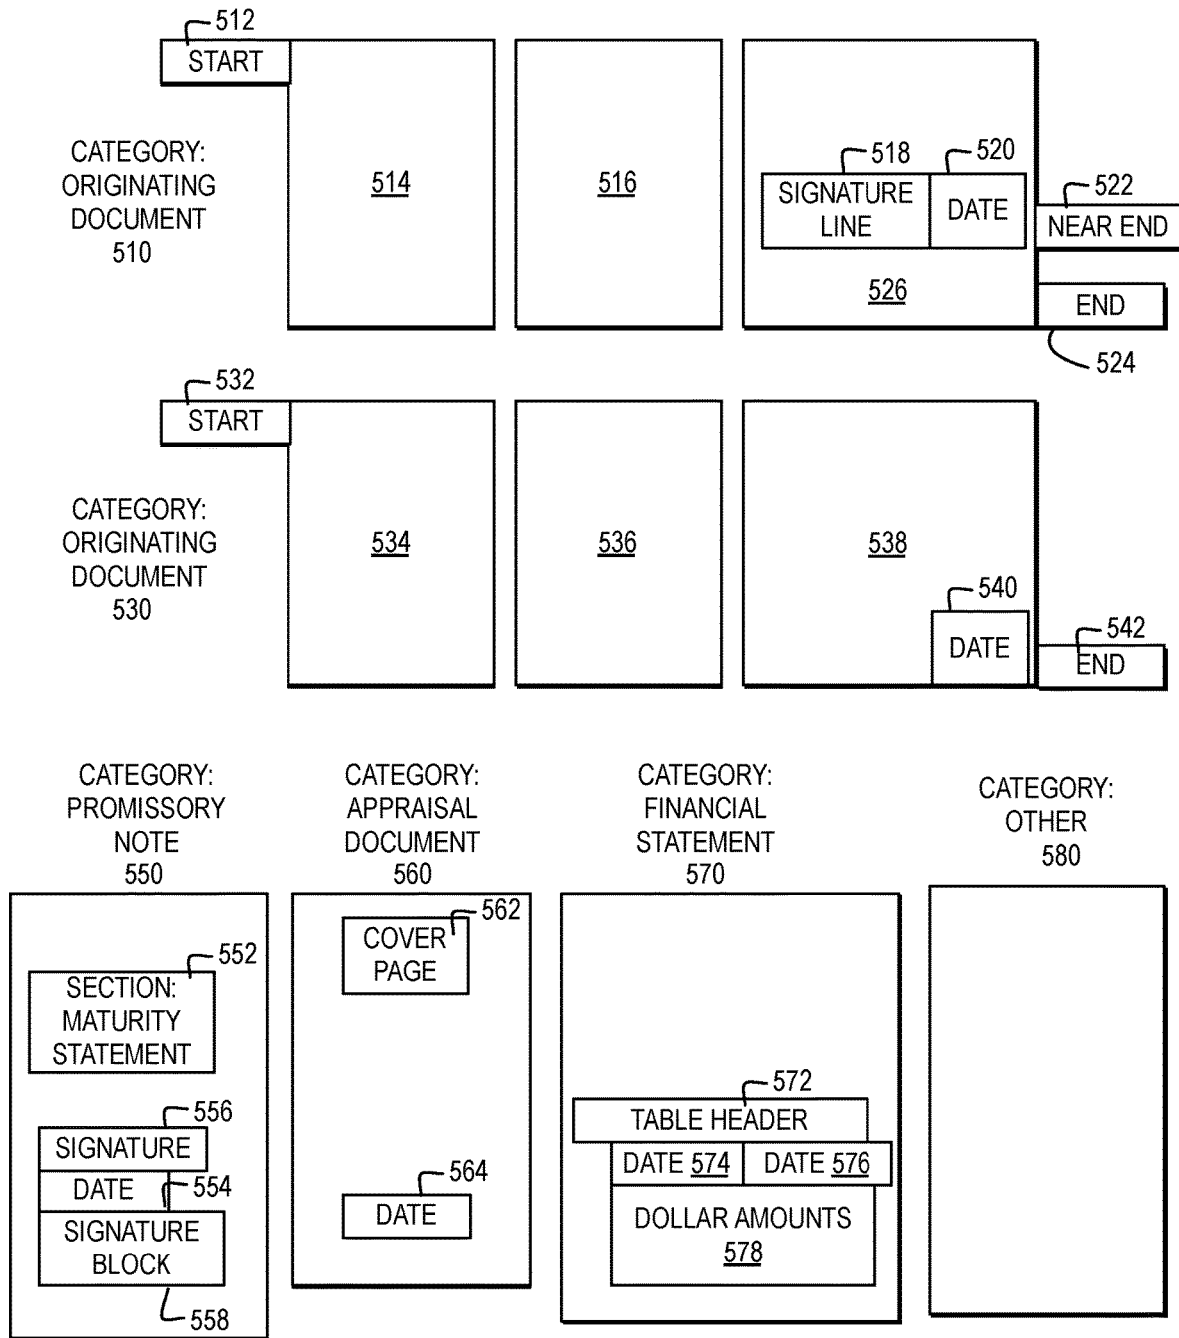 512
START
CATEGORY:
ORIGINATING
DOCUMENT
510
514
516
518
520
SIGNATURE
LINE
DATE
522
NEAR END
526
END
524
532
START
CATEGORY:
ORIGINATING
DOCUMENT
530
534
536
538
540
DATE
542
END
CATEGORY:
PROMISSORY
NOTE
550
552
SECTION:
MATURITY
STATEMENT
556
SIGNATURE
DATE
554
SIGNATURE
BLOCK
558
CATEGORY:
APPRAISAL
DOCUMENT
560
562
COVER
PAGE
564
DATE
CATEGORY:
FINANCIAL
STATEMENT
570
572
TABLE HEADER
DATE 574
DATE 576
DOLLAR AMOUNTS
578
CATEGORY:
OTHER
580